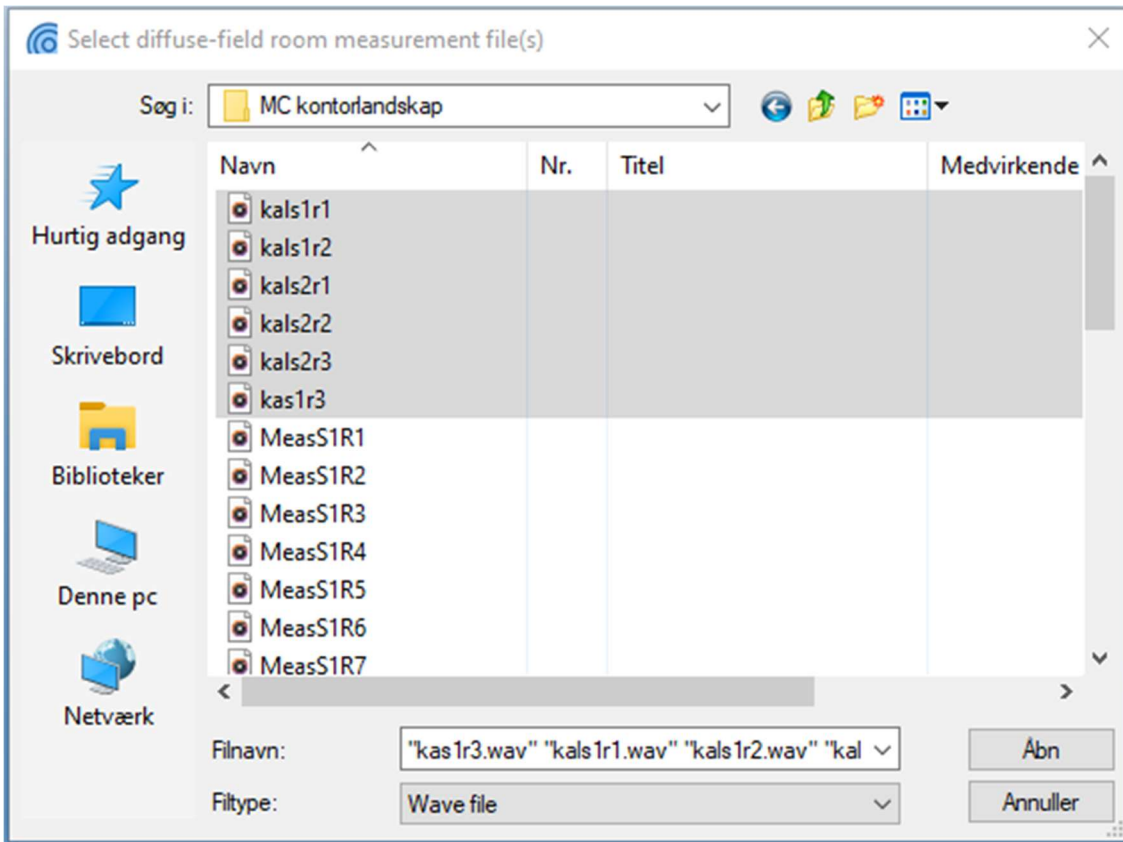 Select diffuse-field room measurement file(s)
Søg i: MC kontorlandskap
Hurtig adgang
Skrivebord
Biblioteker
Denne pc
Netværk
Navn Nr. Titel Medvirkende
kals1r1
kals1r2
kals2r1
kals2r2
kals2r3
kas1r3
MeasS1R1
MeasS1R2
MeasS1R3
MeasS1R4
MeasS1R5
MeasS1R6
MeasS1R7
Filnavn: "kas1r3.wav" "kals1r1.wav" "kals1r2.wav" "kal Åbn
Filtype: Wave file Annuller